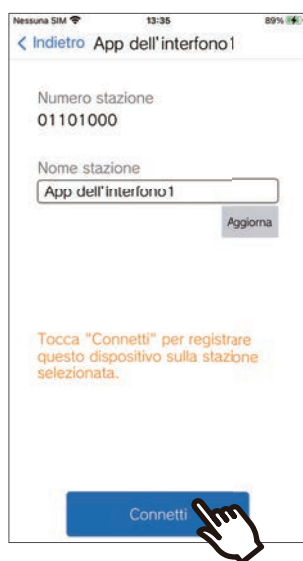 Nessuna SIM 13:35 89%
Indietro App dell'interfono1
Numero stazione
01101000
Nome stazione
App dell'interfono1
Aggiorna
Tocca "Connetti" per registrare
questo dispositivo sulla stazione
selezionata.
Connetti